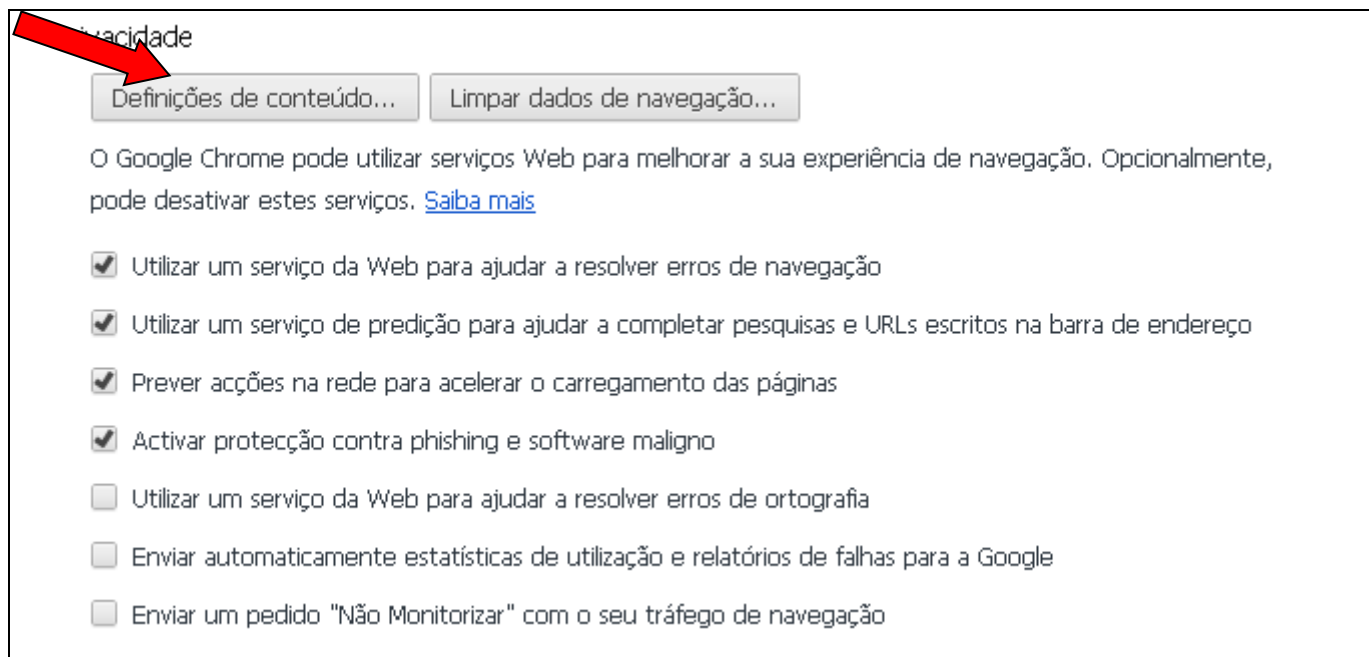 ivacidade
Definições de conteúdo... Limpar dados de navegação...
O Google Chrome pode utilizar serviços Web para melhorar a sua experiência de navegação. Opcionalmente,
pode desativar estes serviços. Saiba mais
Utilizar um serviço da Web para ajudar a resolver erros de navegação
Utilizar um serviço de predição para ajudar a completar pesquisas e URLs escritos na barra de endereço
Prever acções na rede para acelerar o carregamento das páginas
Activar protecção contra phishing e software maligno
Utilizar um serviço da Web para ajudar a resolver erros de ortografia
Enviar automaticamente estatísticas de utilização e relatórios de falhas para a Google
Enviar um pedido "Não Monitorizar" com o seu tráfego de navegação